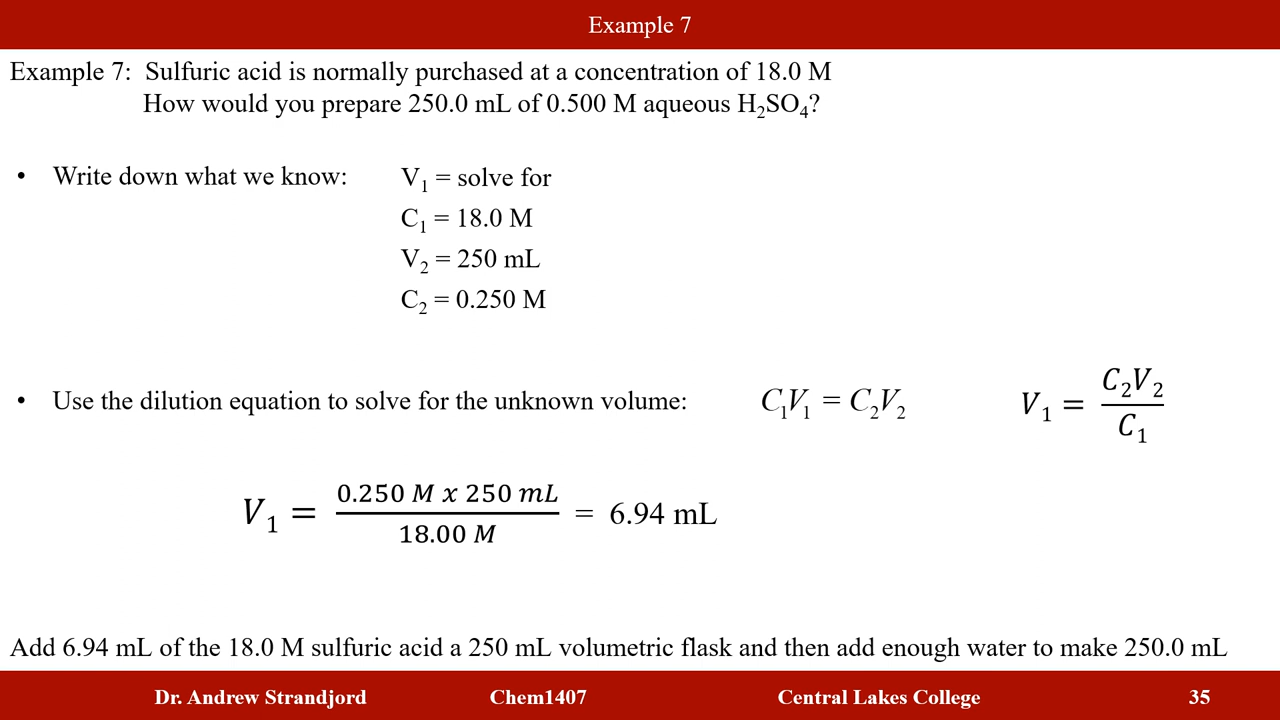 Example 7
Example 7: Sulfuric acid is normally purchased at a concentration of 18.0 M
How would you prepare 250.0 mL of 0.500 M aqueous H₂SO₄?
• Write down what we know:
V₁ = solve for
C₁ = 18.0 M
V₂ = 250 mL
C₂ = 0.250 M
• Use the dilution equation to solve for the unknown volume: C₁V₁ = C₂V₂ V₁ = C₂V₂ / C₁
V₁ = 0.250 M x 250 mL / 18.00 M = 6.94 mL
Add 6.94 mL of the 18.0 M sulfuric acid a 250 mL volumetric flask and then add enough water to make 250.0 mL
Dr. Andrew Strandjord Chem1407 Central Lakes College 35